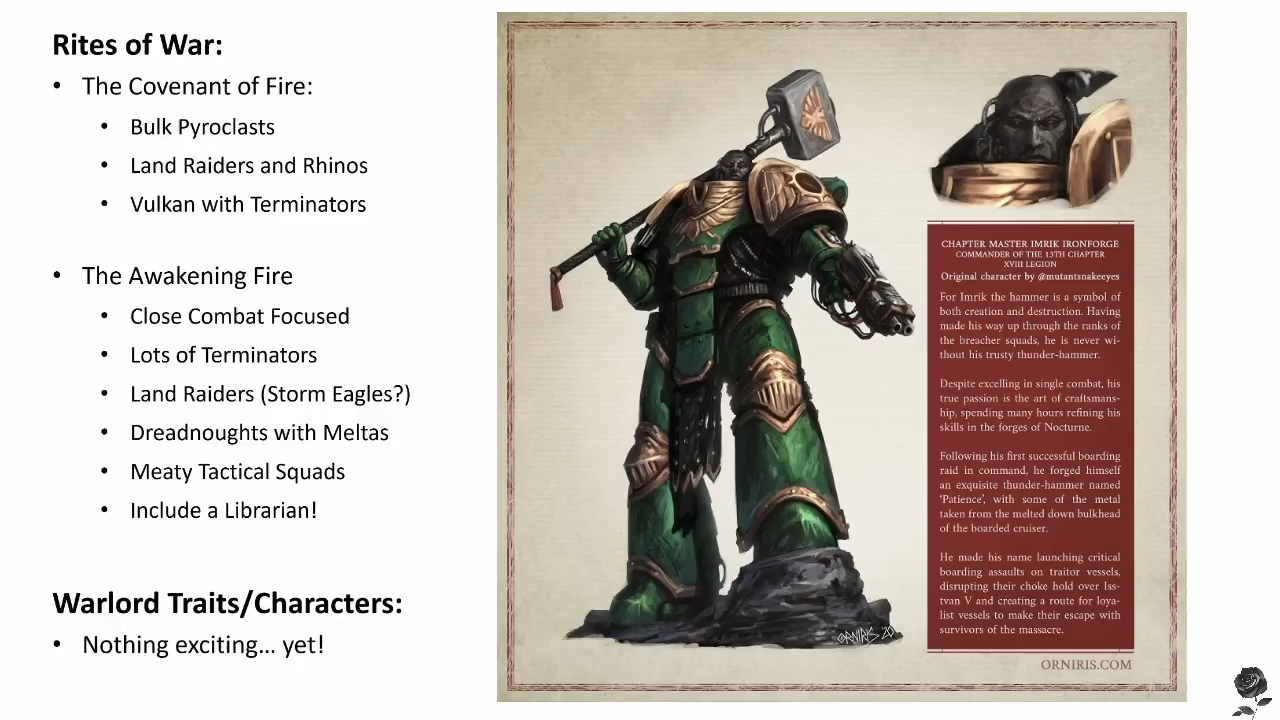 Rites of War:
• The Covenant of Fire:
• Bulk Pyroclasts
• Land Raiders and Rhinos
• Vulkan with Terminators
• The Awakening Fire
• Close Combat Focused
• Lots of Terminators
• Land Raiders (Storm Eagles?)
• Dreadnoughts with Meltas
• Meaty Tactical Squads
• Include a Librarian!
Warlord Traits/Characters:
• Nothing exciting... yet!
CHAPTER MASTER IMRIK IRONFORGE
COMMANDER OF THE 13TH CHAPTER
XVIII LEGION
Original character by @mutantsnakeeyes
For Imrik the hammer is a symbol of
both creation and destruction. Having
made his way up through the ranks of
the breacher squads, he is never wi-
thout his trusty thunder-hammer.
Despite excelling in single combat, his
true passion is the art of craftsmans-
hip, spending many hours refining his
skills in the forges of Nocturne.
Following his first successful boarding
raid in command, he forged himself
an exquisite thunder-hammer named
'Patience', with some of the metal
taken from the melted down bulkhead
of the boarded cruiser.
He made his name launching critical
boarding assaults on traitor vessels,
disrupting their choke hold over Iss-
tvan V and creating a route for loya-
list vessels to make their escape with
survivors of the massacre.
ORNIRIS '20
ORNIRIS.COM